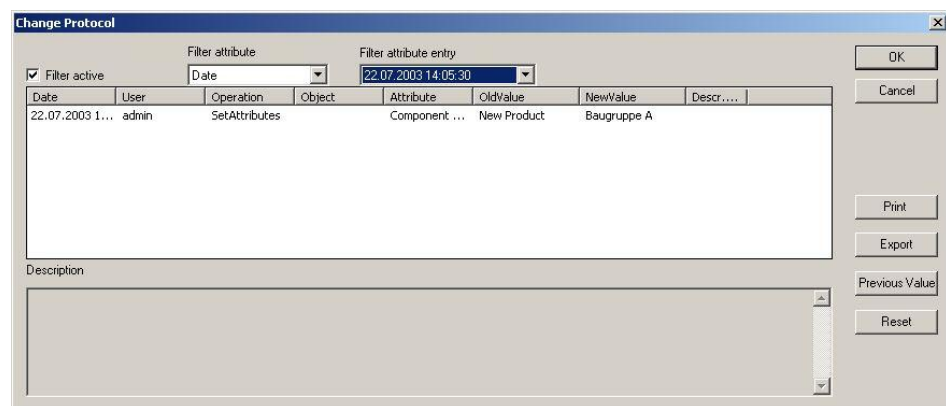 Change Protocol
Filter attribute
Filter attribute entry
OK
Filter active
Date
22.07.2003 14:05:30
Cancel
Date User Operation Object Attribute OldValue NewValue Descr....
22.07.2003 1... admin SetAttributes Component ... New Product Baugruppe A
Print
Export
Description
Previous Value
Reset